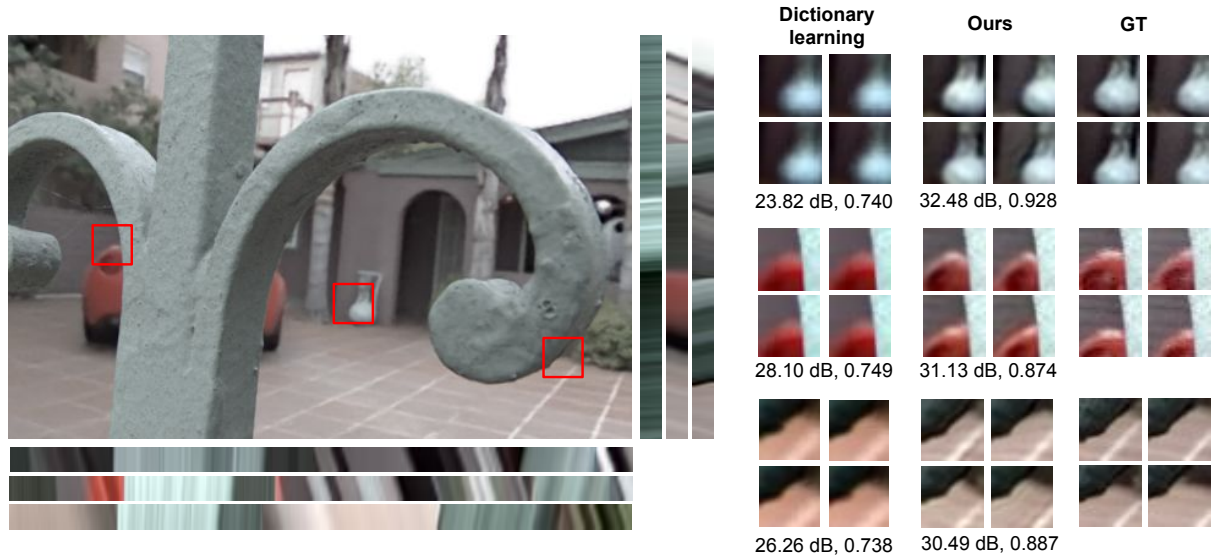 Dictionary
learning
Ours
GT
23.82 dB, 0.740
32.48 dB, 0.928
28.10 dB, 0.749
31.13 dB, 0.874
26.26 dB, 0.738
30.49 dB, 0.887